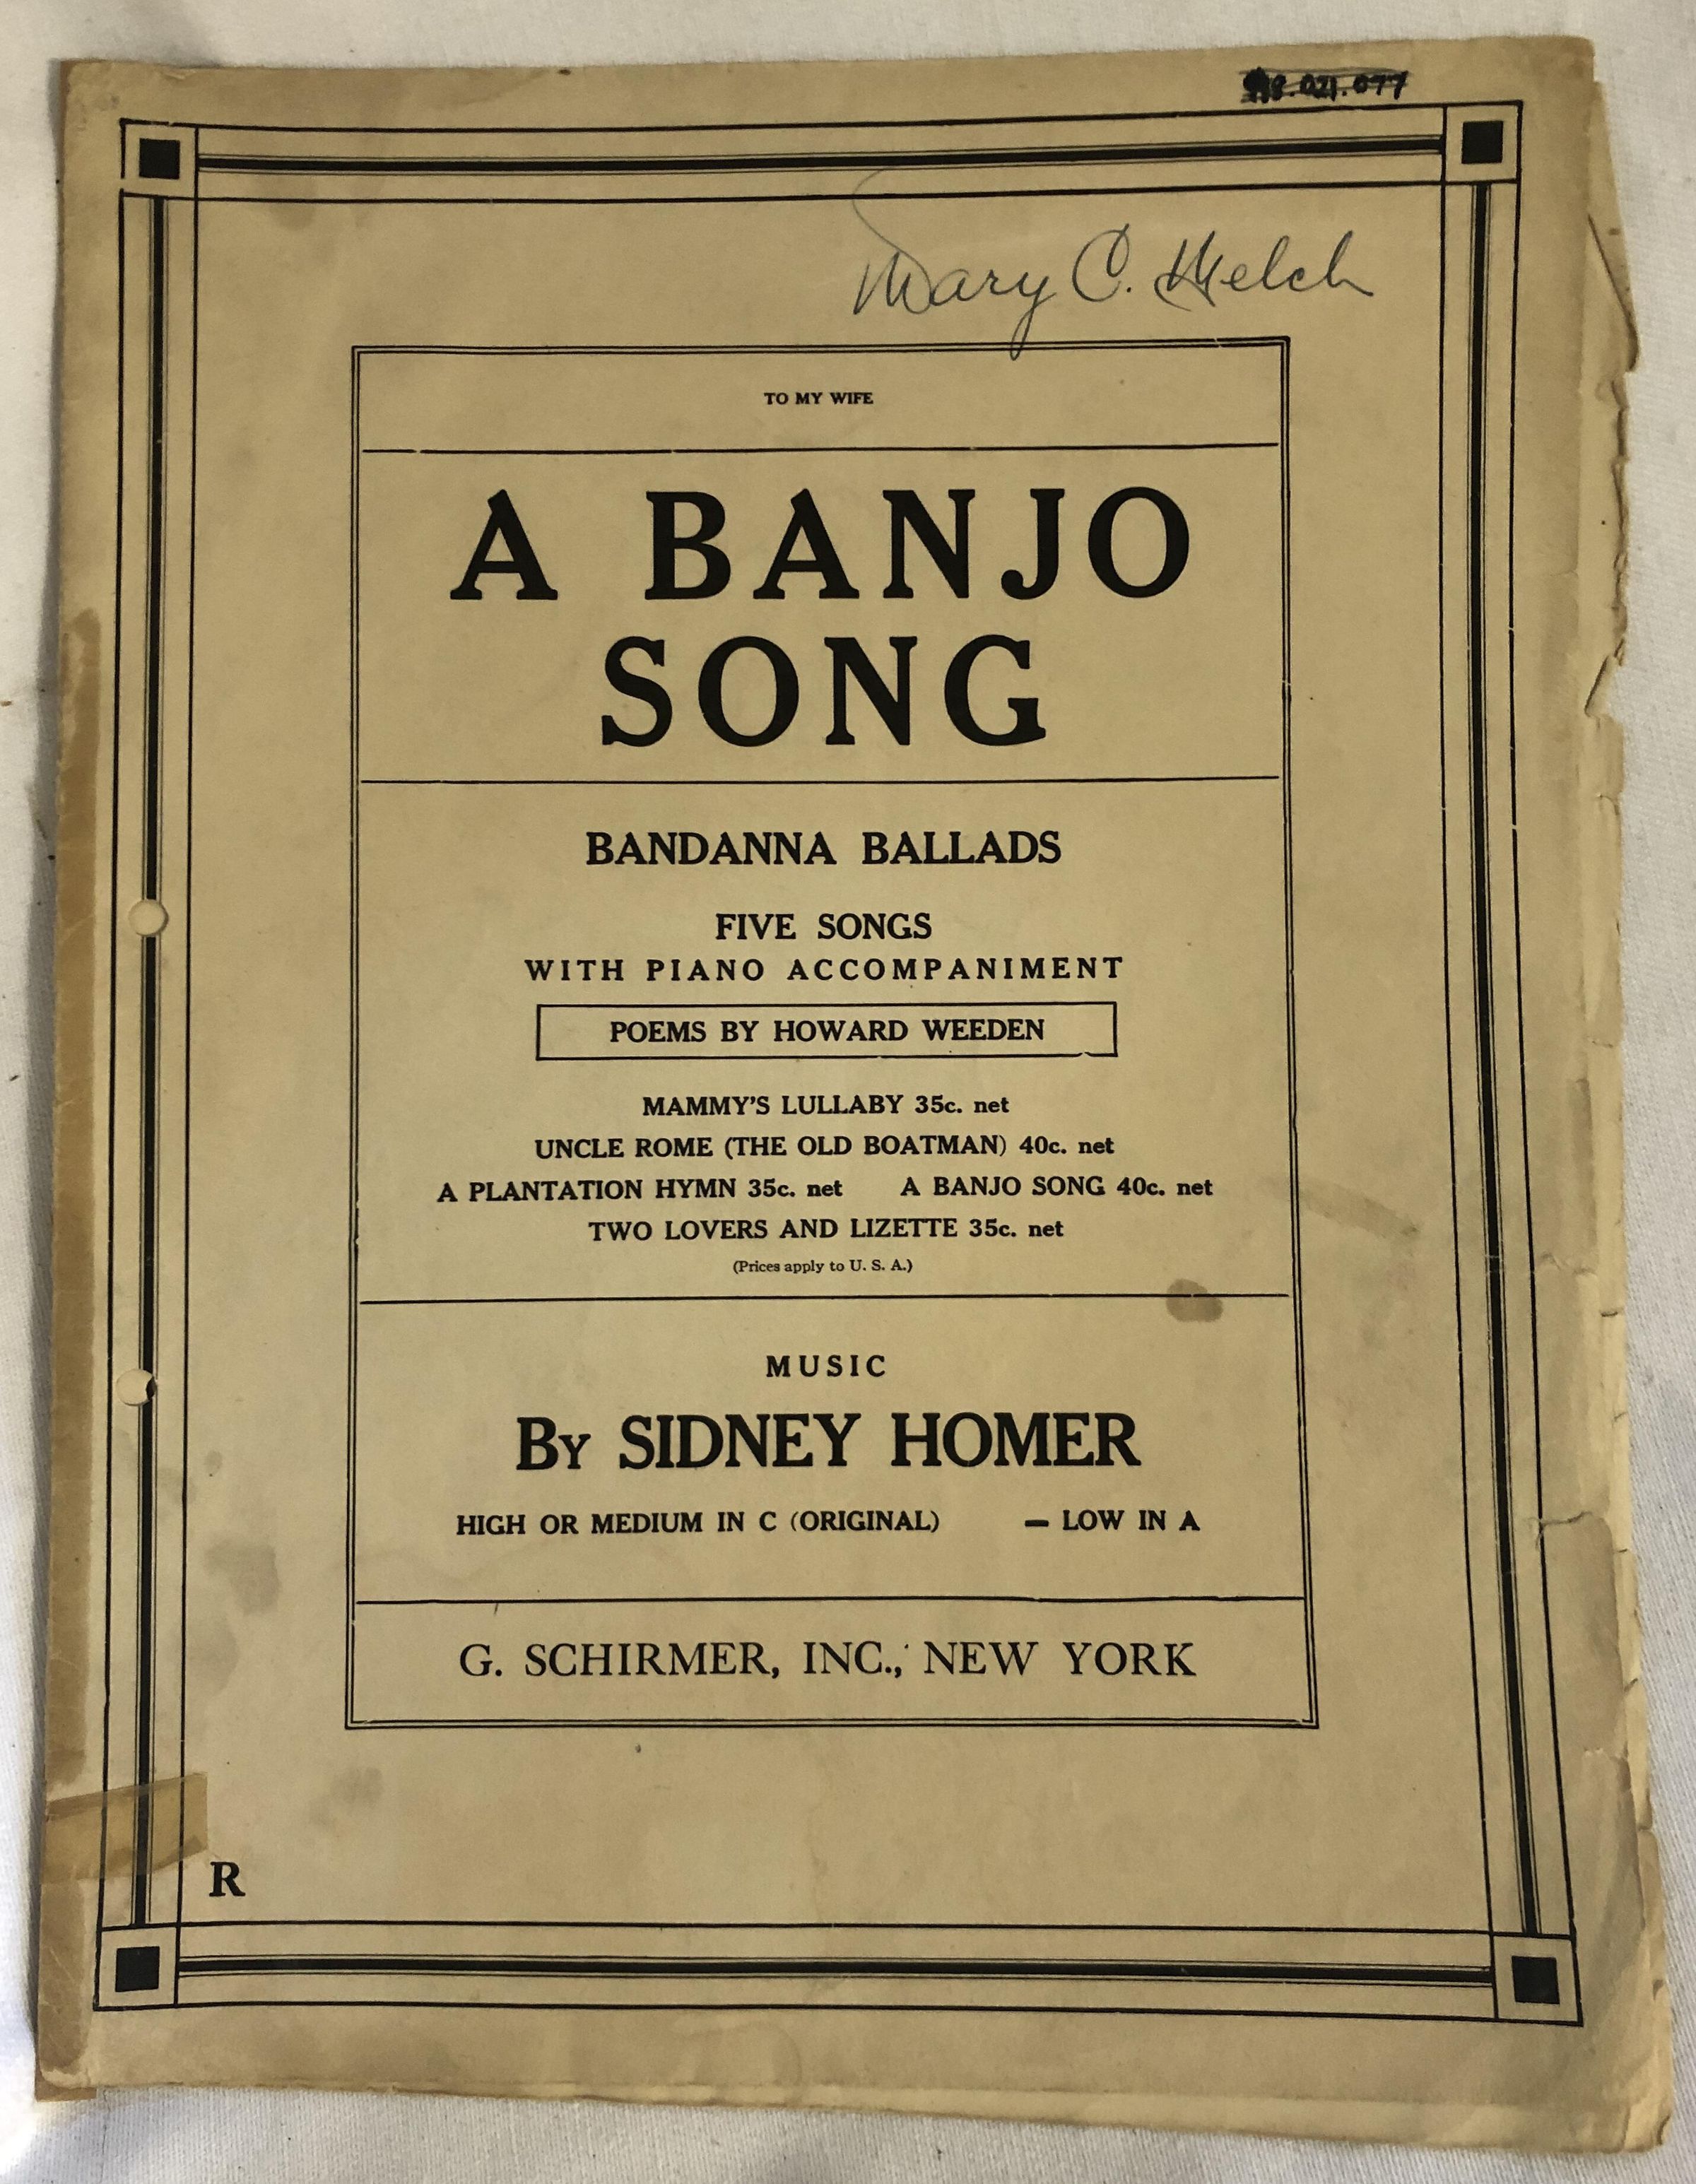 TO MY WIFE
A BANJO
SONG
BANDANNA BALLADS
FIVE SONGS
WITH PIANO ACCOMPANIMENT
POEMS BY HOWARD WEEDEN
MAMMY'S LULLABY 35c. net
UNCLE ROME (THE OLD BOATMAN) 40c. net
A PLANTATION HYMN 35c. net A BANJO SONG 40c. net
TWO LOVERS AND LIZETTE 35c. net
(Prices apply to U. S. A.)
MUSIC
By SIDNEY HOMER
HIGH OR MEDIUM IN C (ORIGINAL) – LOW IN A
G. SCHIRMER, INC., NEW YORK
R
Mary C. Welch